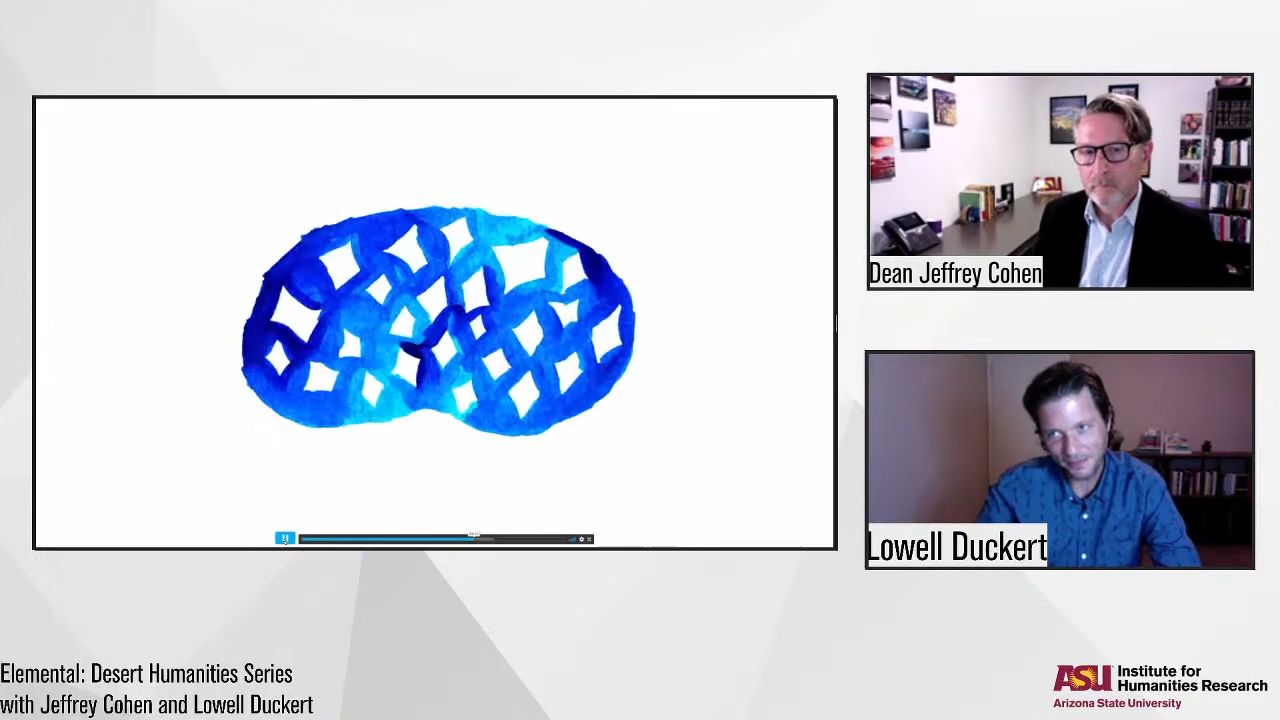 Dean Jeffrey Cohen
Lowell Duckert
Elemental: Desert Humanities Series
with Jeffrey Cohen and Lowell Duckert
ASU Institute for
Humanities Research
Arizona State University